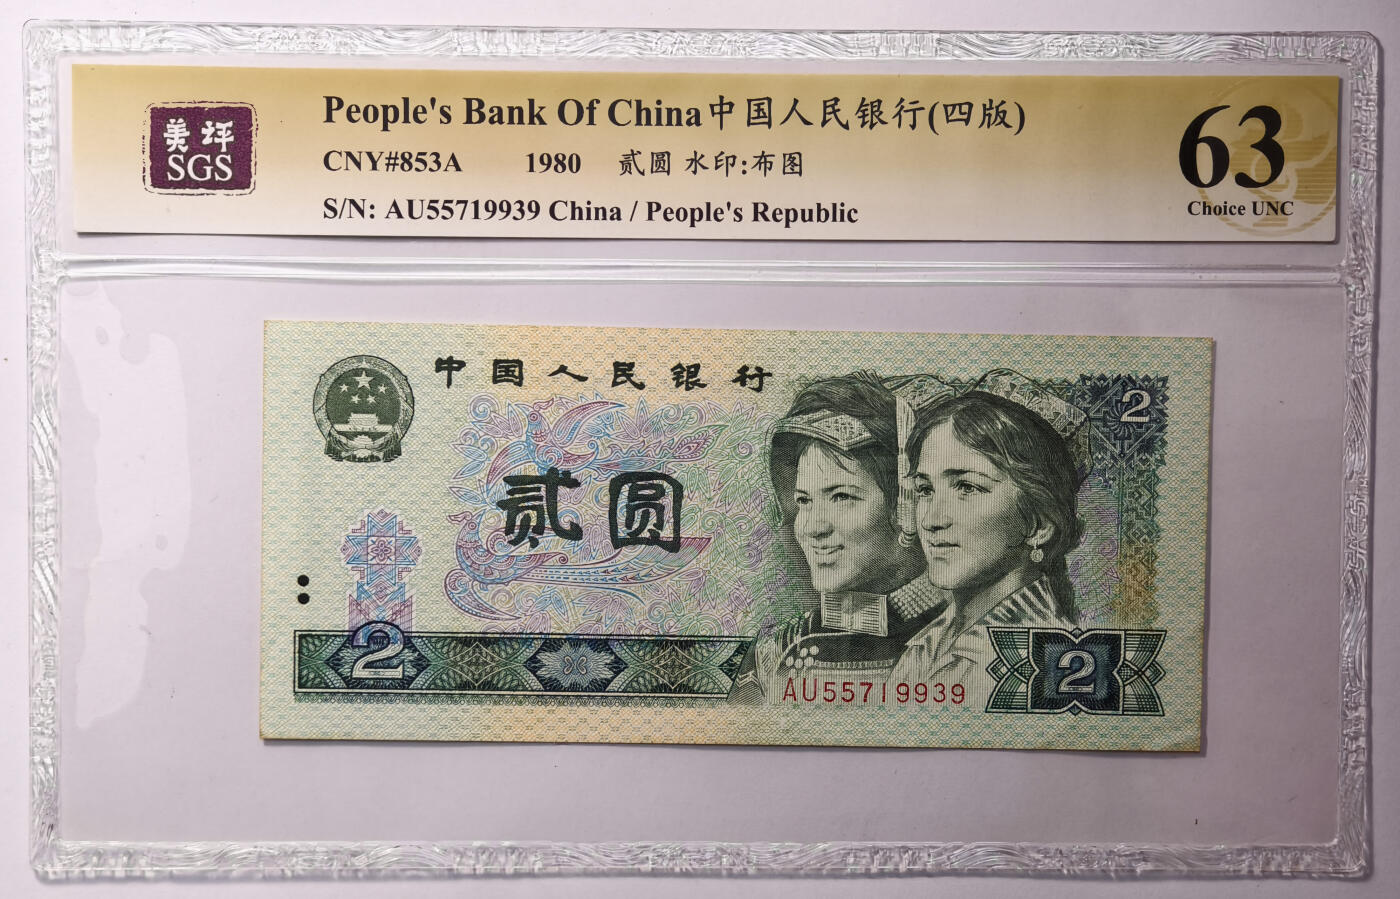 美评
SGS
People's Bank Of China中国人民银行(四版)
CNY#853A 1980 贰圆 水印:布图
S/N: AU55719939 China / People's Republic
63
Choice UNC
中国人民银行
2
贰圆
2
2
AU55719939